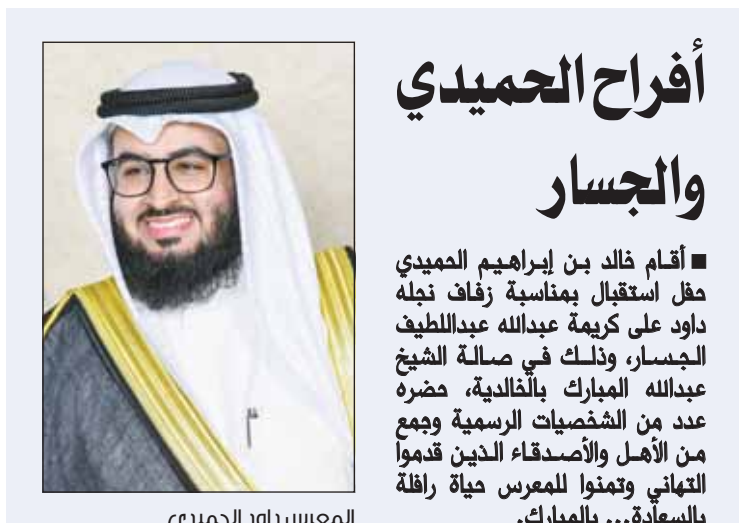 أفراح الحميدي
والجسار
■ أقام خالد بن إبراهيم الحميدي
حفل استقبال بمناسبة زفاف نجله
داود على كريمة عبدالله عبداللطيف
الجسار، وذلك في صالة الشيخ
عبدالله المبارك بالخالدية، حضره
عدد من الشخصيات الرسمية وجمع
من الأهل والأصدقاء الذين قدموا
التهاني وتمنوا للمعرس حياة رافلة
بالسعادة... بالمبارك.
المعرس داود الحميدي